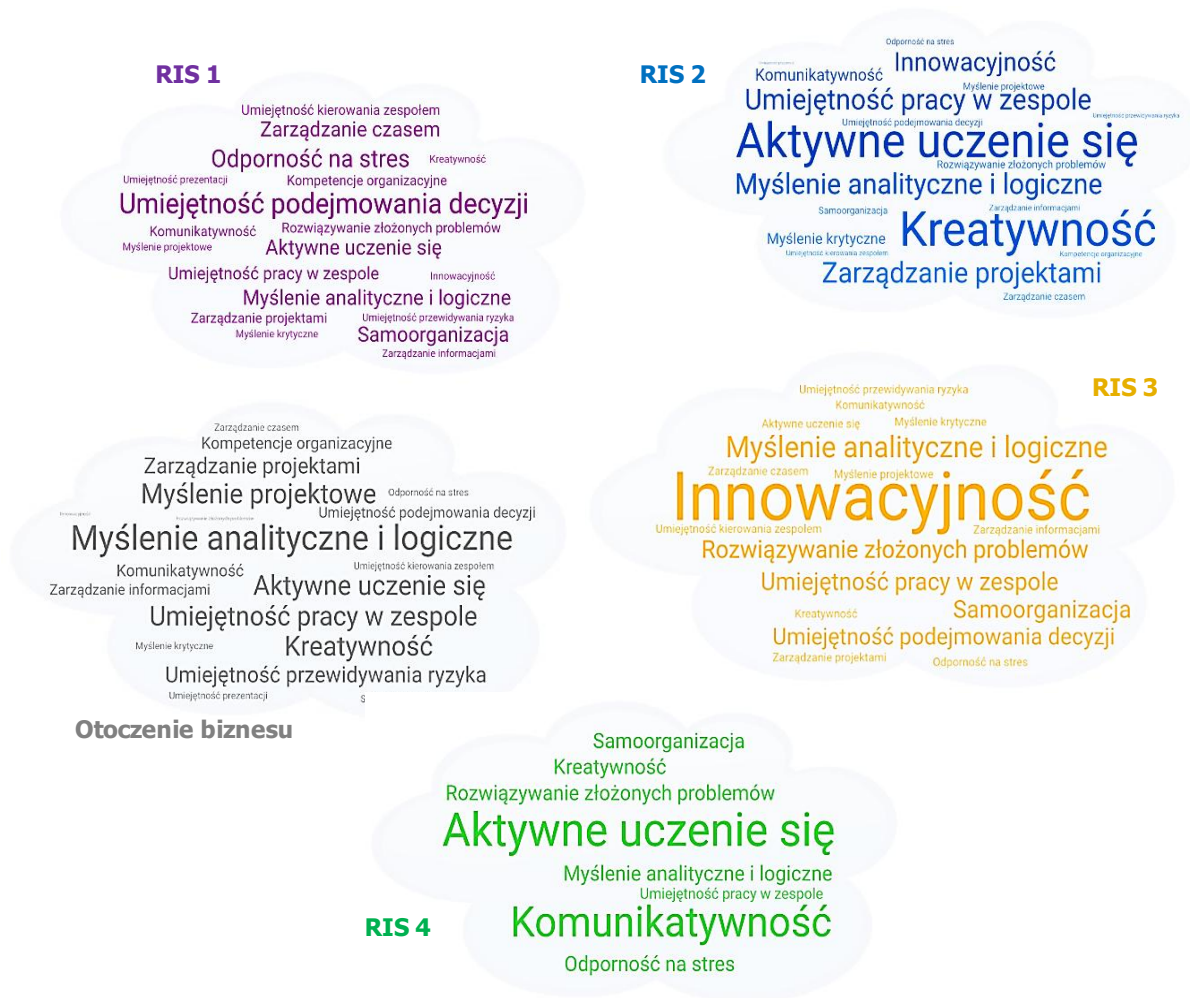 RIS 1
Umiejętność kierowania zespołem
Zarządzanie czasem
Odporność na stres Kreatywność
Umiejętność prezentacji Kompetencje organizacyjne
Umiejętność podejmowania decyzji
Komunikatywność Rozwiązywanie złożonych problemów
Myślenie projektowe Aktywne uczenie się
Umiejętność pracy w zespole Innowacyjność
Myślenie analityczne i logiczne
Zarządzanie projektami Umiejętność przewidywania ryzyka
Myślenie krytyczne Samoorganizacja
Zarządzanie informacjami
RIS 2
Odporność na stres
Innowacyjność
Komunikatywność
Myślenie projektowe
Umiejętność pracy w zespole
Umiejętność przewidywania ryzyka
Umiejętność podejmowania decyzji
Aktywne uczenie się
Rozwiązywanie złożonych problemów
Myślenie analityczne i logiczne
Samoorganizacja Zarządzanie informacjami
Myślenie krytyczne Kreatywność
Umiejętność kierowania zespołem Kompetencje organizacyjne
Zarządzanie projektami
Zarządzanie czasem
RIS 3
Umiejętność przewidywania ryzyka
Komunikatywność
Aktywne uczenie się Myślenie krytyczne
Myślenie analityczne i logiczne
Zarządzanie czasem Myślenie projektowe
Innowacyjność
Umiejętność kierowania zespołem Zarządzanie informacjami
Rozwiązywanie złożonych problemów
Umiejętność pracy w zespole
Kreatywność Samoorganizacja
Umiejętność podejmowania decyzji
Zarządzanie projektami Odporność na stres
Zarządzanie czasem
Kompetencje organizacyjne
Zarządzanie projektami
Myślenie projektowe Odporność na stres
Umiejętność podejmowania decyzji
Myślenie analityczne i logiczne
Komunikatywność Umiejętność kierowania zespołem
Zarządzanie informacjami Aktywne uczenie się
Umiejętność pracy w zespole
Myślenie krytyczne Kreatywność
Umiejętność przewidywania ryzyka
Umiejętność prezentacji
Otoczenie biznesu
Samoorganizacja
Kreatywność
Rozwiązywanie złożonych problemów
Aktywne uczenie się
Myślenie analityczne i logiczne
Umiejętność pracy w zespole
RIS 4 Komunikatywność
Odporność na stres